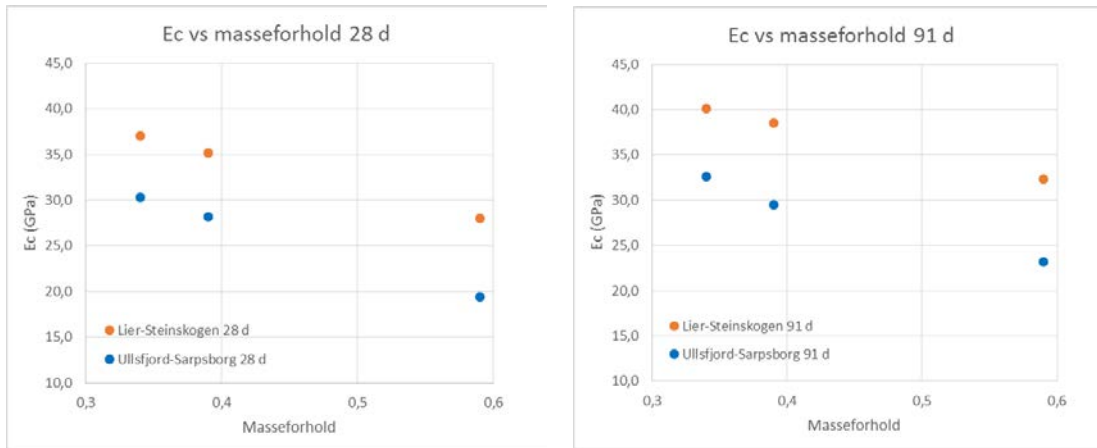 Ec vs masseforhold 28 d
45,0
40,0
35,0
30,0
25,0
20,0
15,0
10,0
Ec (GPa)
Lier-Steinskogen 28 d
Ullsfjord-Sarpsborg 28 d
0,3
0,4
0,5
0,6
Masseforhold
Ec vs masseforhold 91 d
45,0
40,0
35,0
30,0
25,0
20,0
15,0
10,0
Ec (GPa)
Lier-Steinskogen 91 d
Ullsfjord-Sarpsborg 91 d
0,3
0,4
0,5
0,6
Masseforhold